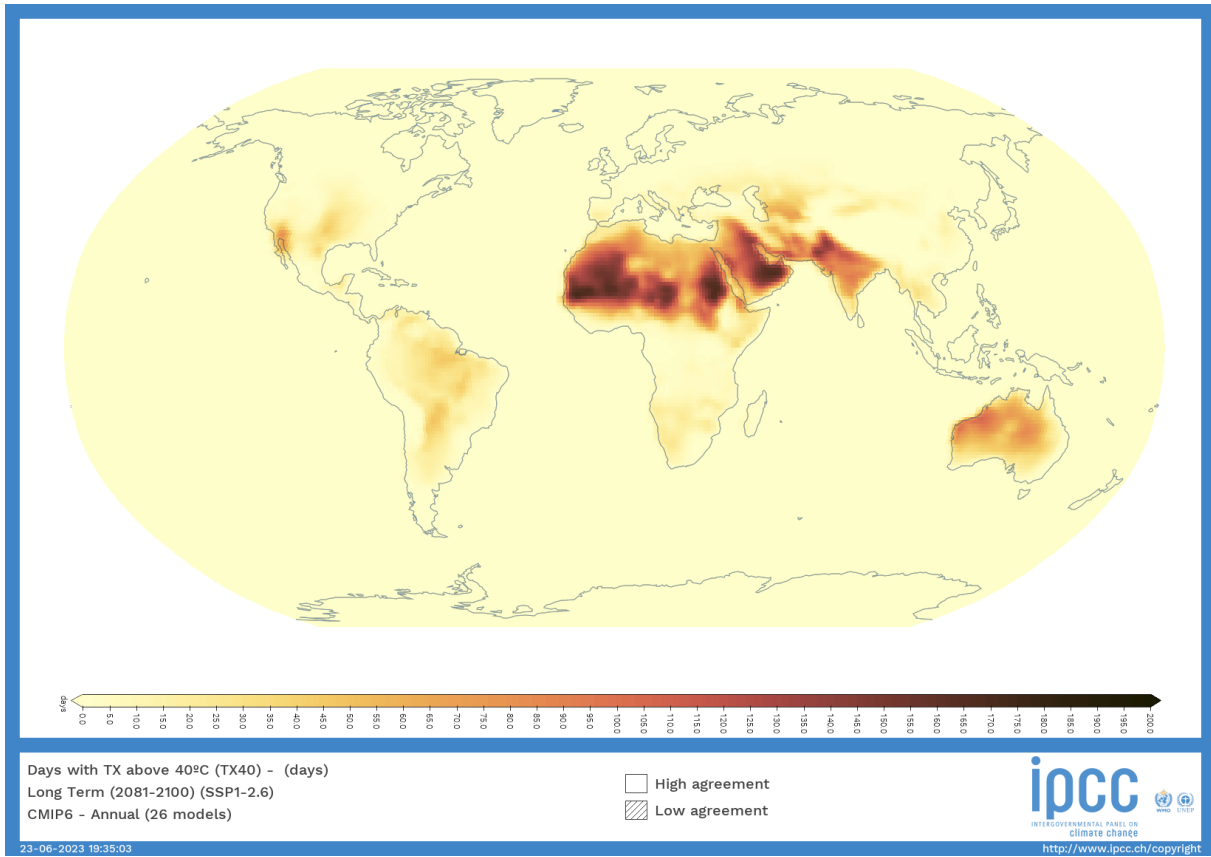 days
0.0 5.0 10.0 15.0 20.0 25.0 30.0 35.0 40.0 45.0 50.0 55.0 60.0 65.0 70.0 75.0 80.0 85.0 90.0 95.0 100.0 105.0 110.0 115.0 120.0 125.0 130.0 135.0 140.0 145.0 150.0 155.0 160.0 165.0 170.0 175.0 180.0 185.0 190.0 195.0 200.0
Days with TX above 40ºC (TX40) - (days)
Long Term (2081-2100) (SSP1-2.6)
CMIP6 - Annual (26 models)
High agreement
Low agreement
ipcc
INTERGOVERNMENTAL PANEL ON
climate change
WMO UNEP
23-06-2023 19:35:03
http://www.ipcc.ch/copyright